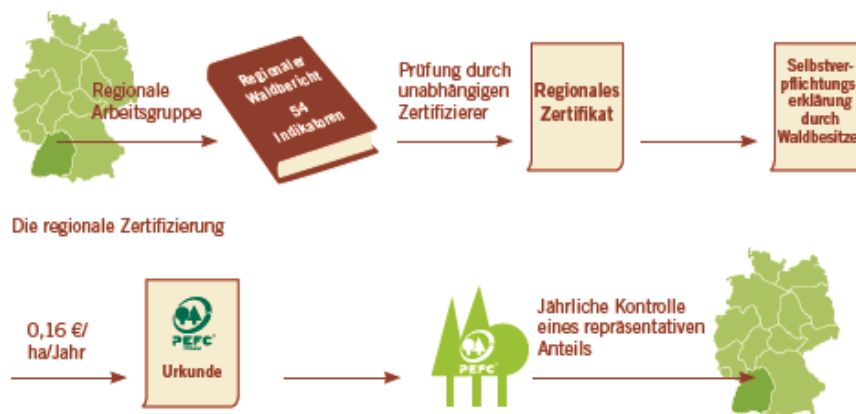 Regionale
Arbeitsgruppe
Regionaler
Waldbericht
54
Indikatoren
Prüfung durch
unabhängigen
Zertifizierer
Regionales
Zertifikat
Selbstver-
pflichtungs-
erklärung
durch
Waldbesitze
Die regionale Zertifizierung
0,16 €/
ha/Jahr
PEFC
Urkunde
PEFC
Jährliche Kontrolle
eines repräsentativen
Anteils